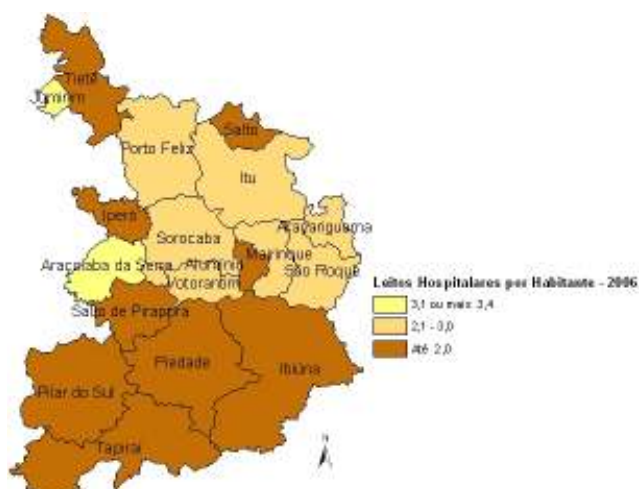 Tietê
Jumirim
Salto
Porto Feliz
Itu
Iperó
Araçariguama
Sorocaba
Mairinque
Araçoiaba da Serra
Alumínio
São Roque
Votorantim
Salto de Pirapora
Piedade
Ibiúna
Pilar do Sul
Tapiraí
Leitos Hospitalares por Habitante - 2006
3,1 ou mais 3,4
2,1 - 3,0
Até 2,0
N